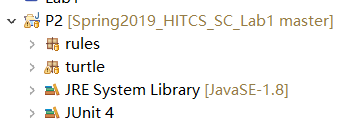 P2 [Spring2019_HITCS_SC_Lab1 master]
rules
turtle
JRE System Library [JavaSE-1.8]
JUnit 4